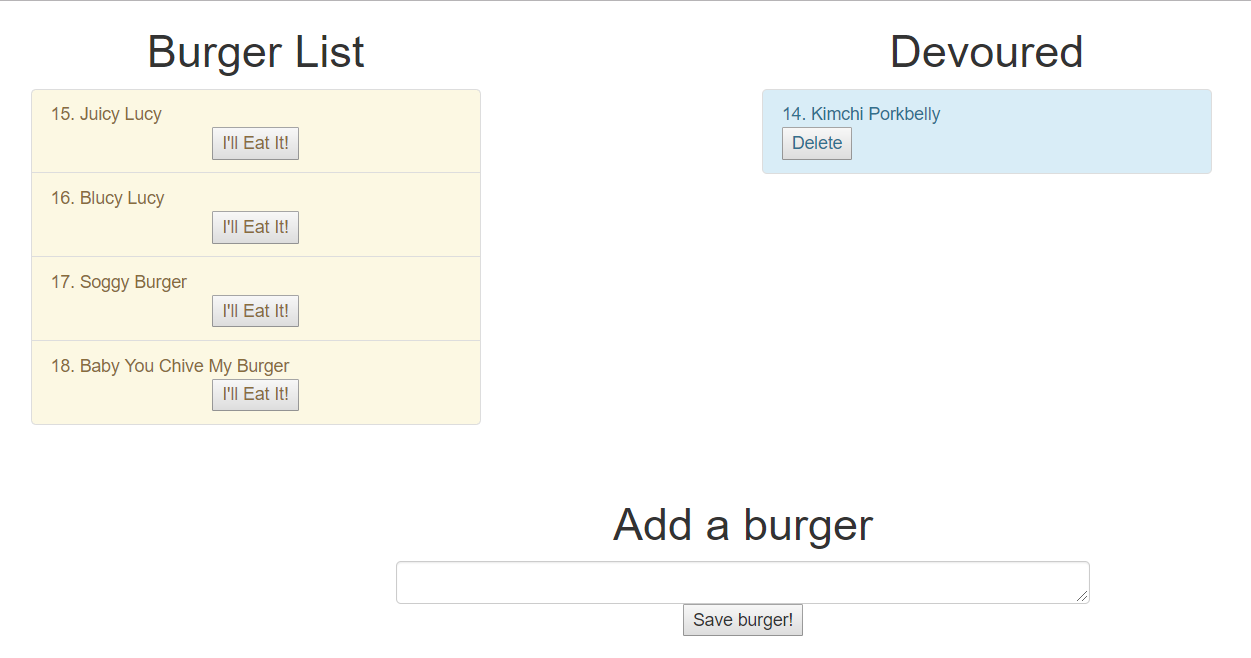 Burger List
15. Juicy Lucy
I'll Eat It!
16. Blucy Lucy
I'll Eat It!
17. Soggy Burger
I'll Eat It!
18. Baby You Chive My Burger
I'll Eat It!
Devoured
14. Kimchi Porkbelly
Delete
Add a burger
Save burger!